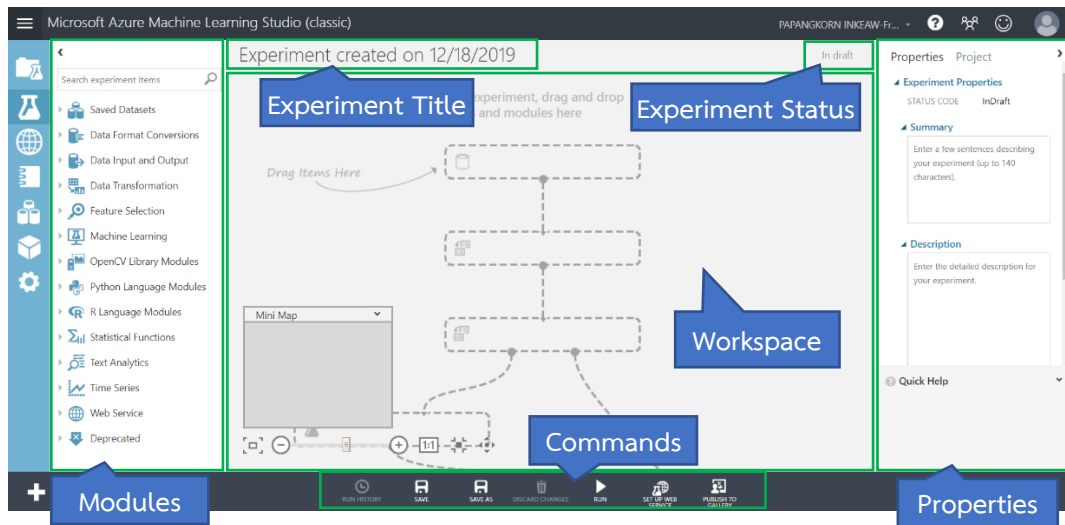 Microsoft Azure Machine Learning Studio (classic)
PAPANGKORN INKEAW-Fr...
Experiment created on 12/18/2019
In draft
Search experiment items
Saved Datasets
Data Format Conversions
Data Input and Output
Data Transformation
Feature Selection
Machine Learning
OpenCV Library Modules
Python Language Modules
R Language Modules
Statistical Functions
Text Analytics
Time Series
Web Service
Deprecated
Modules
Experiment Title
experiment, drag and drop
and modules here
Experiment Status
Drag Items Here
Mini Map
1:1
Workspace
Commands
RUN HISTORY
SAVE
SAVE AS
DISCARD CHANGES
RUN
SET UP WEB
SERVICE
PUBLISH TO
GALLERY
Properties Project
Experiment Properties
STATUS CODE InDraft
Summary
Enter a few sentences describing
your experiment (up to 140
characters).
Description
Enter the detailed description for
your experiment.
Quick Help
Properties